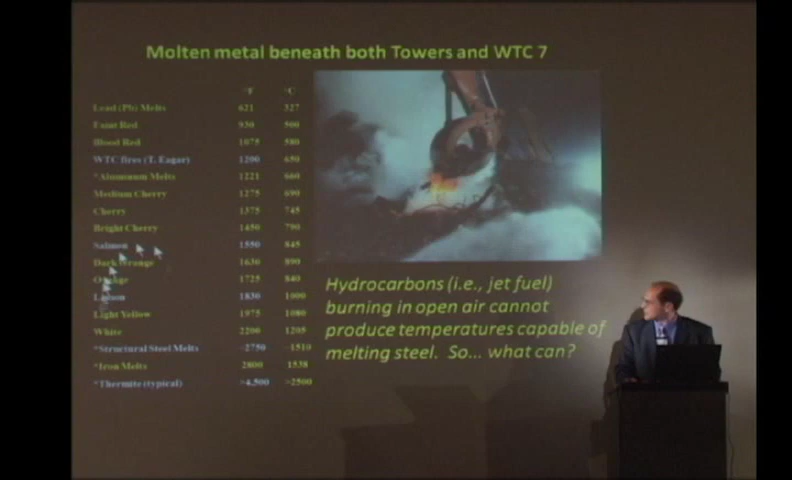 Molten metal beneath both Towers and WTC 7
°F °C
Lead (Pb) Melts 621 327
Faint Red 930 500
Blood Red 1075 580
WTC fires (T. Eagar) 1200 650
*Aluminum Melts 1221 660
Medium Cherry 1275 690
Cherry 1375 745
Bright Cherry 1450 790
Salmon 1550 845
Dark Orange 1630 890
Orange 1725 840
1830 1000
Light Yellow 1975 1080
White 2200 1205
*Structural Steel Melts ~2750 ~1510
*Iron Melts 2800 1538
*Thermite (typical) >4,500 >2500
Hydrocarbons (i.e., jet fuel)
burning in open air cannot
produce temperatures capable of
melting steel. So... what can?